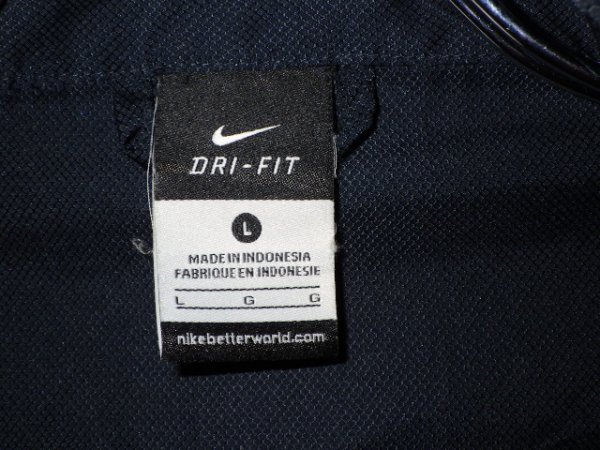 DRI-FIT
L
MADE IN INDONESIA
FABRIQUE EN INDONESIE
L G G
nikebetterworld.com